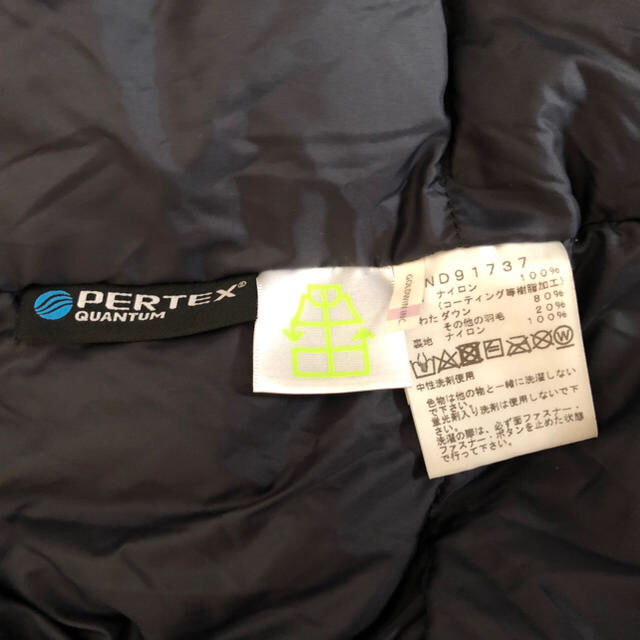 PERTEX®
QUANTUM
GOLDWIN INC.
ND91737
ナイロン 100%
(コーティング等樹脂加工)
わた ダウン 80%
その他の羽毛 20%
裏地 ナイロン 100%
中性洗剤使用
色物は他の物と一緒に洗濯しない
で下さい。
蛍光剤入り洗剤は使用しないで下
さい。
洗濯の際は、必ず面ファスナー、
ファスナー、ボタンを止めた状態
で行って下さい。